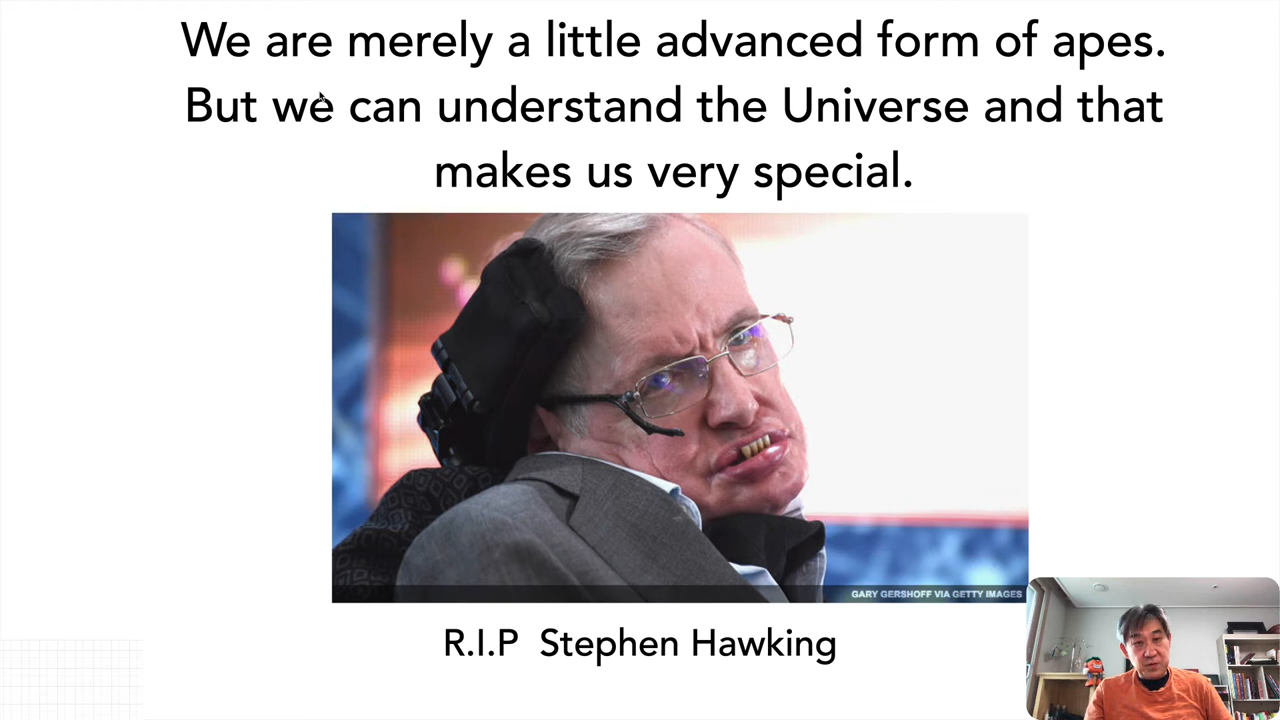 We are merely a little advanced form of apes.
But we can understand the Universe and that
makes us very special.
GARY GERSHOFF VIA GETTY IMAGES
R.I.P Stephen Hawking